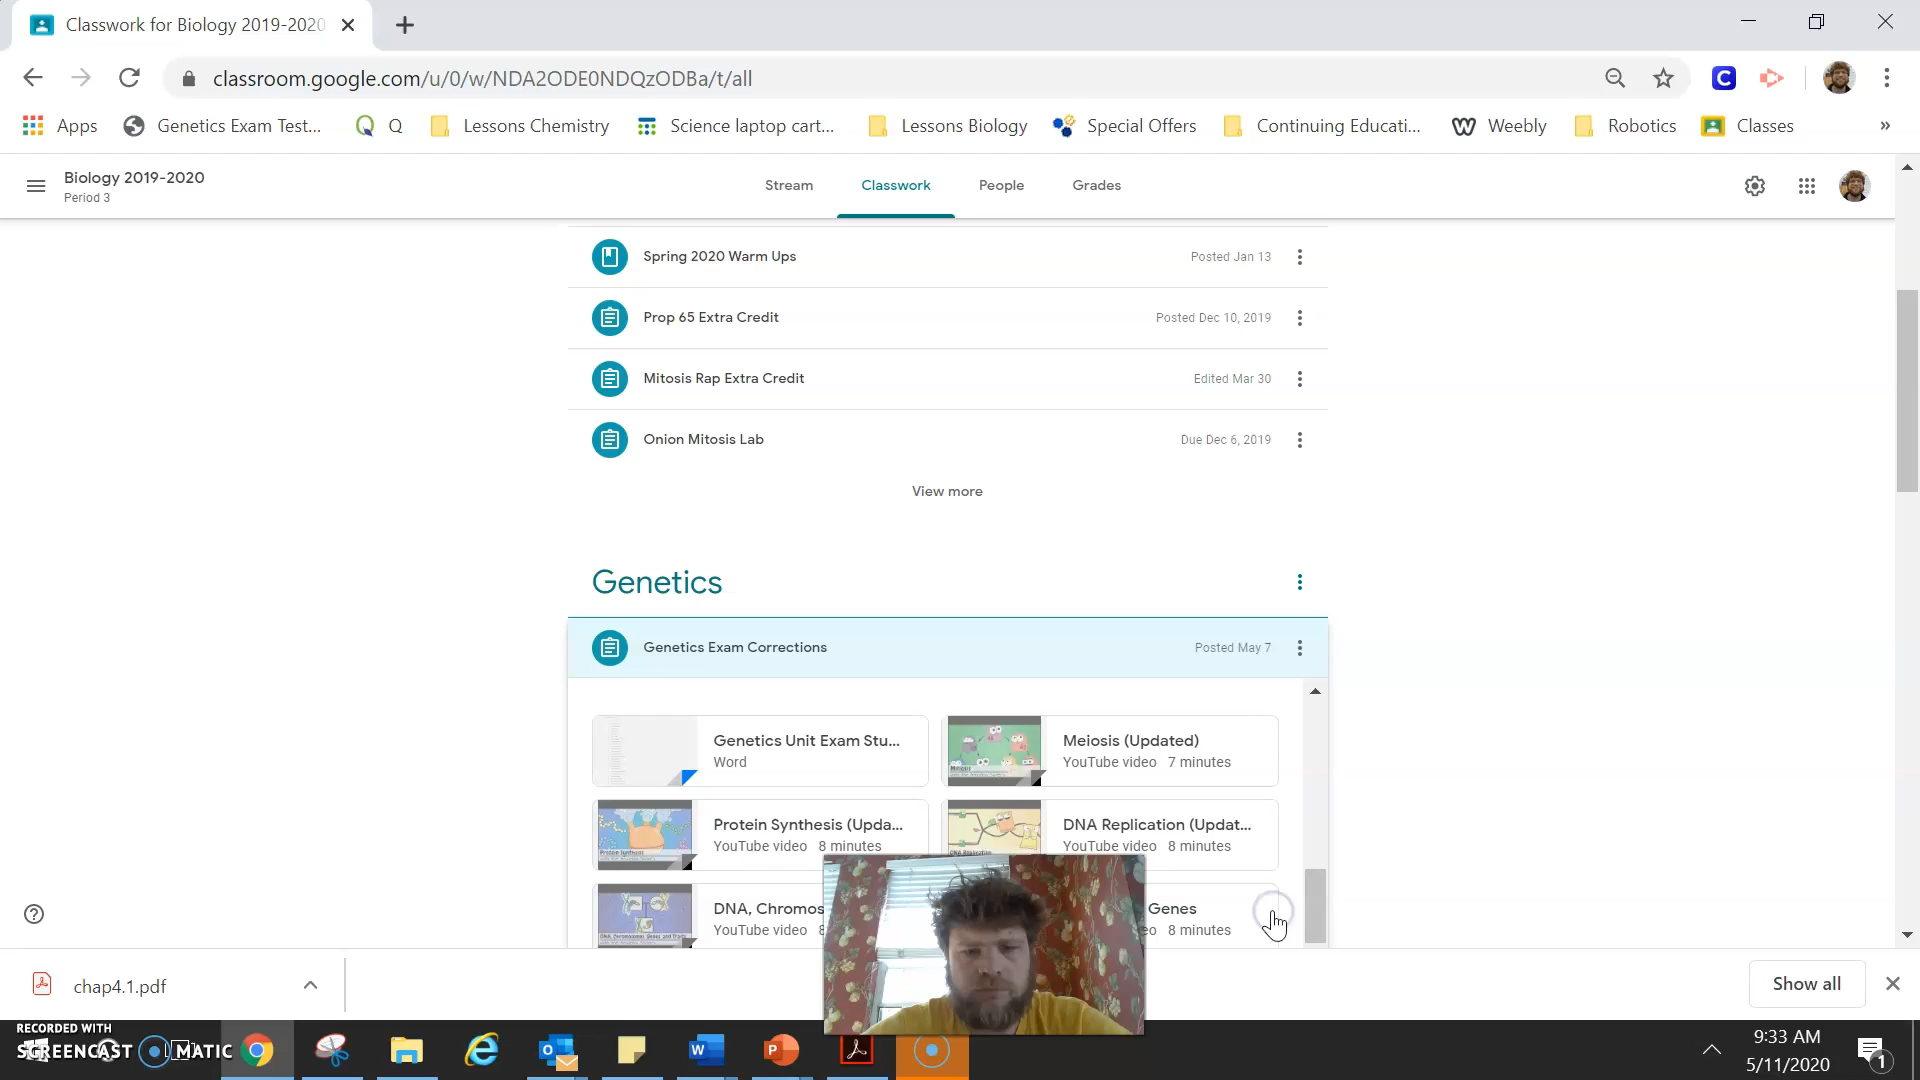 Classwork for Biology 2019-2020
classroom.google.com/u/0/w/NDA2ODE0NDQzODBa/t/all
Apps
Genetics Exam Test...
Q
Lessons Chemistry
Science laptop cart...
Lessons Biology
Special Offers
Continuing Educati...
Weebly
Robotics
Classes
»
Biology 2019-2020
Period 3
Stream
Classwork
People
Grades
Spring 2020 Warm Ups
Posted Jan 13
Prop 65 Extra Credit
Posted Dec 10, 2019
Mitosis Rap Extra Credit
Edited Mar 30
Onion Mitosis Lab
Due Dec 6, 2019
View more
Genetics
Genetics Exam Corrections
Posted May 7
Genetics Unit Exam Stu...
Word
Meiosis (Updated)
YouTube video 7 minutes
Protein Synthesis (Upda...
YouTube video 8 minutes
DNA Replication (Updat...
YouTube video 8 minutes
DNA, Chromos
YouTube video
Genes
8 minutes
chap4.1.pdf
Show all
RECORDED WITH
SCREENCAST MATIC
9:33 AM
5/11/2020
1